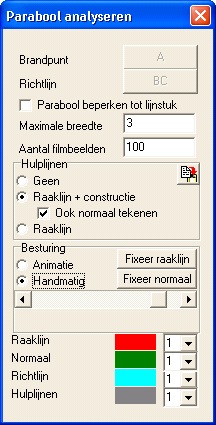 Parabool analyseren
Brandpunt A
Richtlijn BC
Parabool beperken tot lijnstuk
Maximale breedte 3
Aantal filmbeelden 100
Hulplijnen
Geen
Raaklijn + constructie
Ook normaal tekenen
Raaklijn
Besturing
Animatie Fixeer raaklijn
Handmatig Fixeer normaal
Raaklijn 1
Normaal 1
Richtlijn 1
Hulplijnen 1